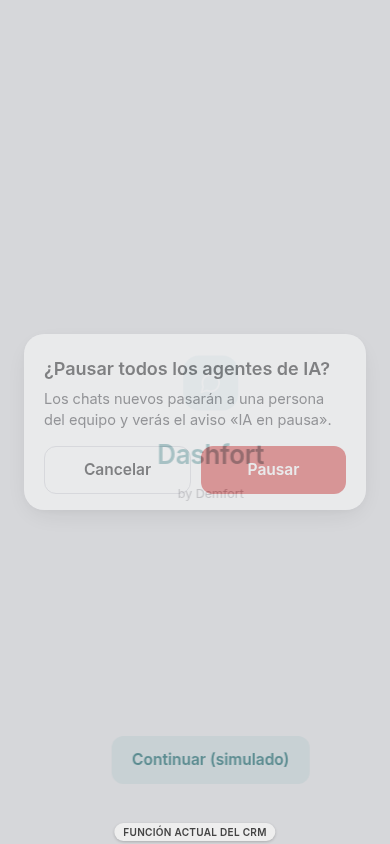 ¿Pausar todos los agentes de IA?
Los chats nuevos pasarán a una persona
del equipo y verás el aviso «IA en pausa».
Dashfort
Cancelar
Pausar
by Demfort
Continuar (simulado)
FUNCIÓN ACTUAL DEL CRM